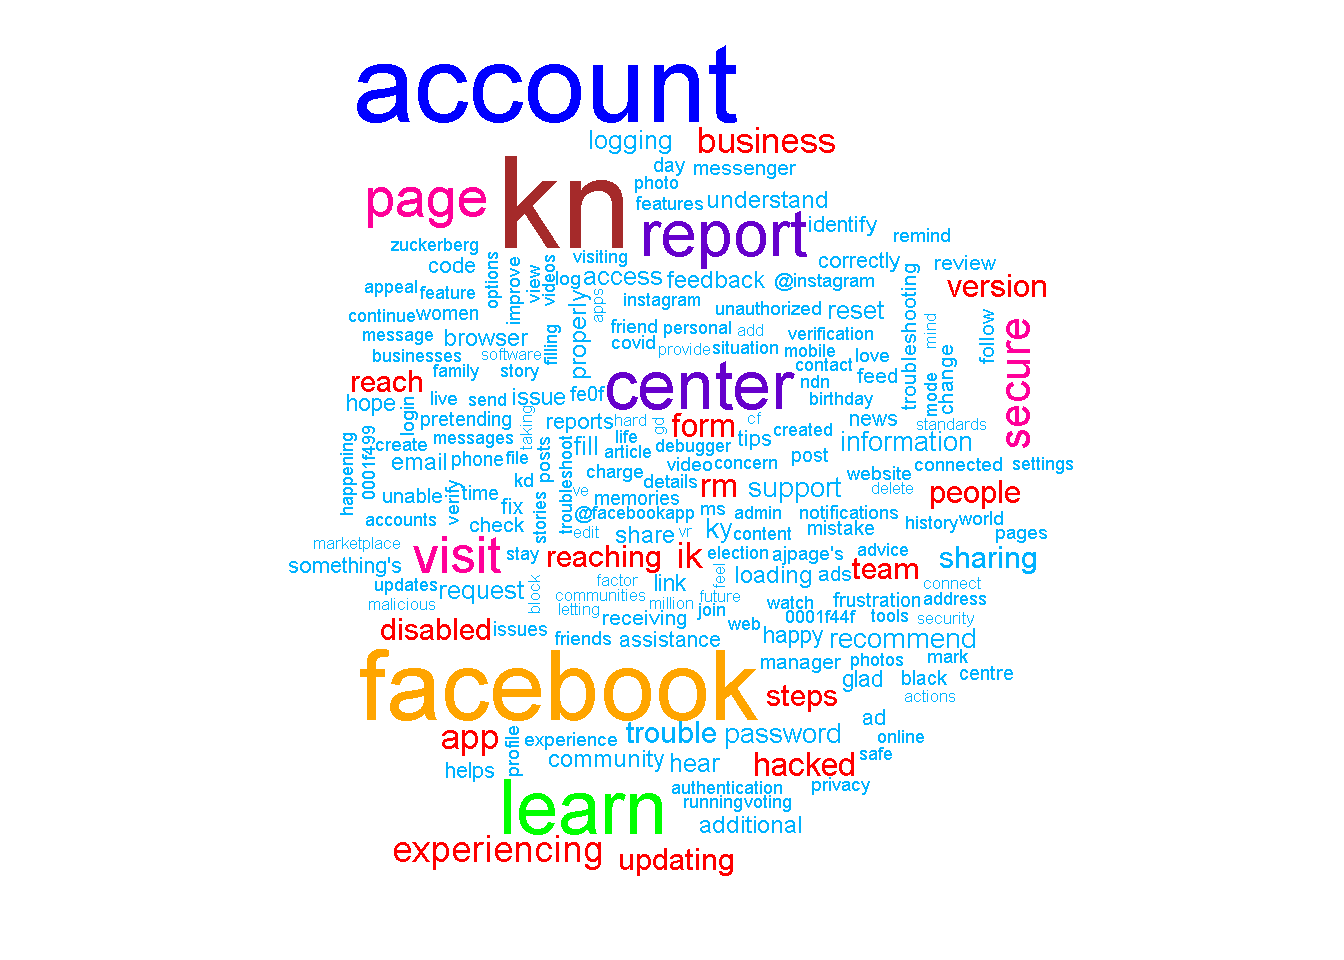 account
logging
business
day
messenger
photo
page
kn
features
understand
report
identify
remind
zuckerberg
code
options
improve
view
videos
visiting
log
access
feedback
correctly
@instagram
review
appeal
feature
apps
instagram
unauthorized
reset
troubleshooting
version
continue
women
properly
friend
personal
add
verification
mind
follow
secure
message
browser
filling
covid
provide
situation
mobile
love
businesses
software
contact
change
family
story
center
ndn
feed
mode
reach
live
send
issue
fe0f
birthday
hope
login
pretending
taking
reports
hard
gd
form
cf
created
news
standards
create
messages
life
tips
information
happening
0001f499
email
phone
file
posts
troubleshoot
fill
article
debugger
post
video
concern
website
connected
settings
unable
verify
time
kd
charge
details
rm
support
delete
people
fix
stories
ve
memories
accounts
check
@facebookapp
ms
admin
notifications
history
world
marketplace
edit
share
vr
ky
content
mistake
pages
something's
visit
stay
reaching
ik
election
ajpage's
advice
sharing
updates
request
block
factor
link
feel
loading
ads
team
connect
malicious
communities
million
future
watch
frustration
address
letting
receiving
join
web
0001f44f
tools
security
disabled
issues
friends
assistance
happy
recommend
facebook
manager
photos
mark
glad
black
centre
steps
actions
app
profile
experience
trouble
password
ad
online
helps
community
hear
hacked
safe
learn
authentication
privacy
running
voting
additional
experiencing
updating